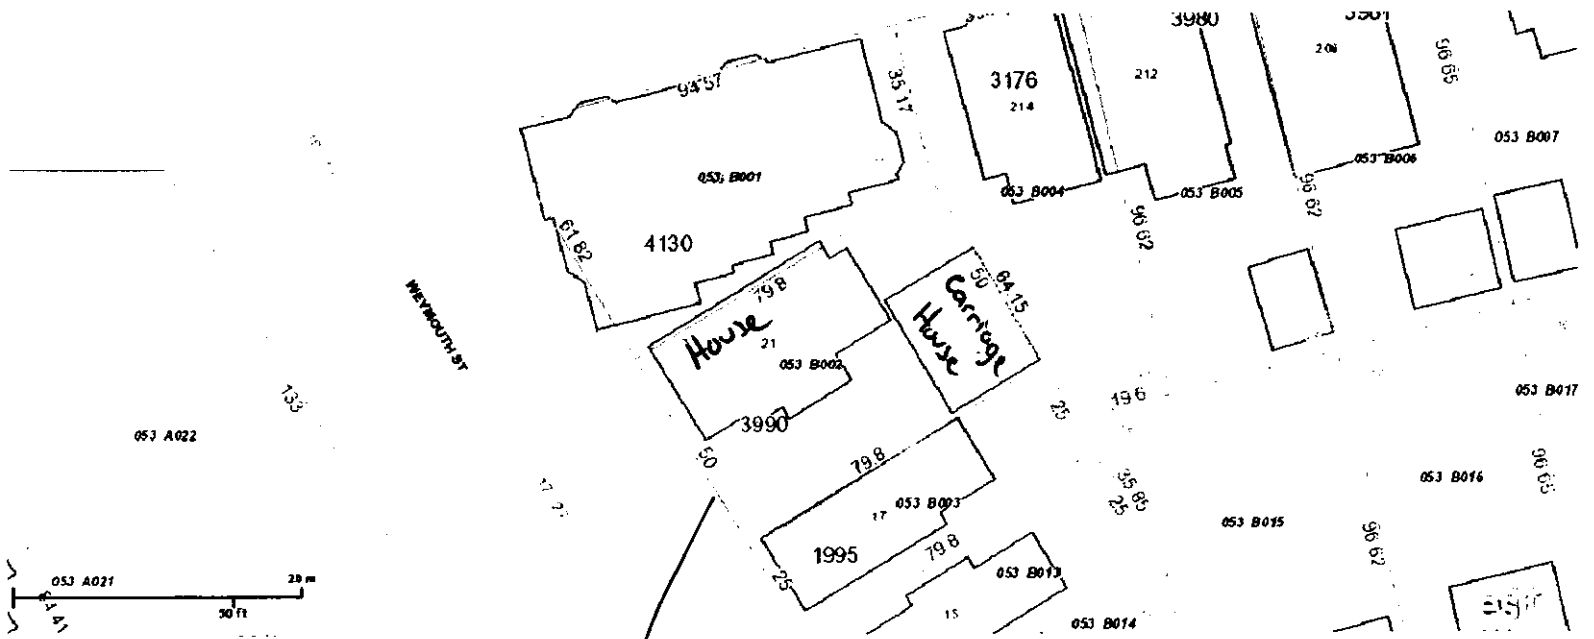 3980
212
206
96 65
3176
214
35 17
94 57
053 B007
053 B006
053 B001
053 B004
053 B005
96 62
96 62
61 82
4130
WEYMOUTH ST
79 8
House
21
053 B002
50
64 15
Carriage
House
3990
133
053 A022
19 6
25
053 B017
50
79.8
35 85
25
053 B016
96 65
17
053 B003
053 B015
96 62
1995
79 8
25
053 B013
15
053 B014
053 A021
20 m
50 ft